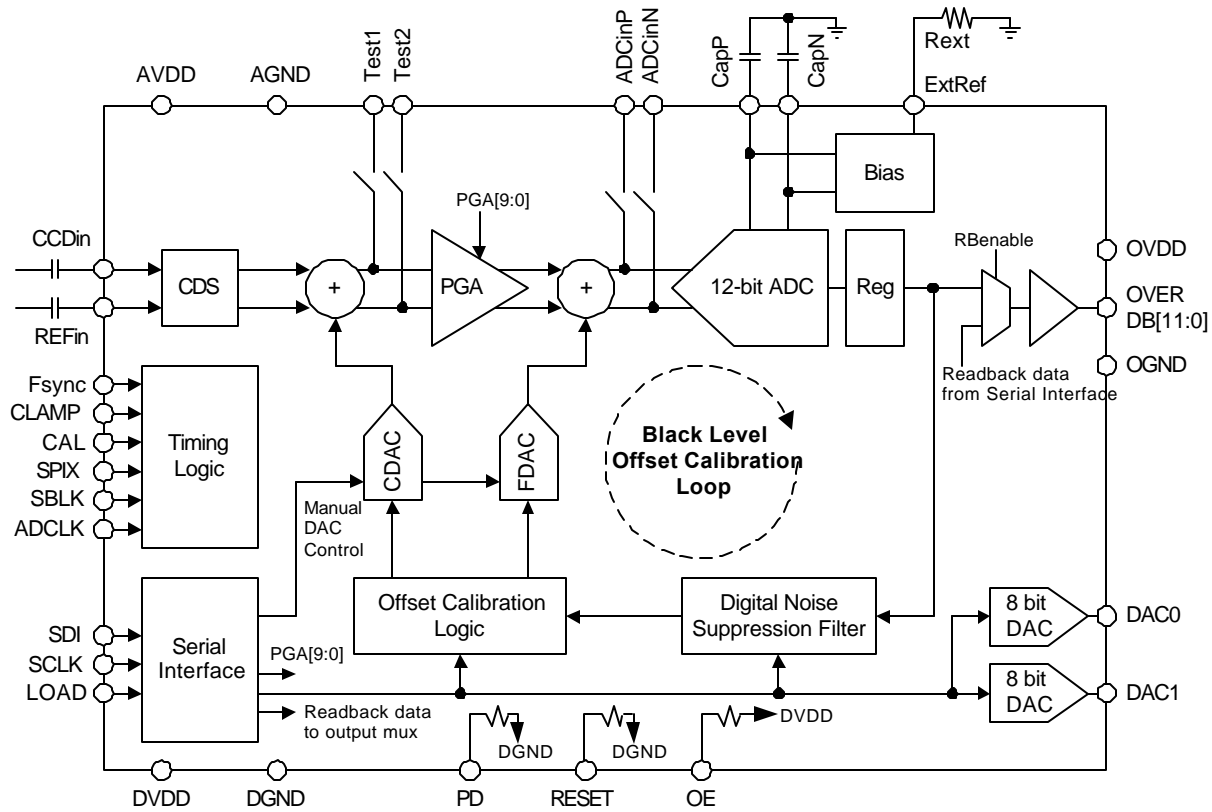 Rext
Test1
Test2
ADCinP
ADCinN
CapP
CapN
AVDD
AGND
ExtRef
Bias
PGA[9:0]
CCDin
RBenable
OVDD
CDS
+
PGA
+
12-bit ADC
Reg
OVER
DB[11:0]
REFin
OGND
Readback data
from Serial Interface
Fsync
CLAMP
CAL
SPIX
SBLK
ADCLK
Timing
Logic
CDAC
FDAC
Black Level
Offset Calibration
Loop
Manual
DAC
Control
SDI
SCLK
LOAD
Serial
Interface
Offset Calibration
Logic
Digital Noise
Suppression Filter
8 bit
DAC
DAC0
PGA[9:0]
8 bit
DAC
DAC1
Readback data
to output mux
DGND
DGND
DVDD
DVDD
DGND
PD
RESET
OE